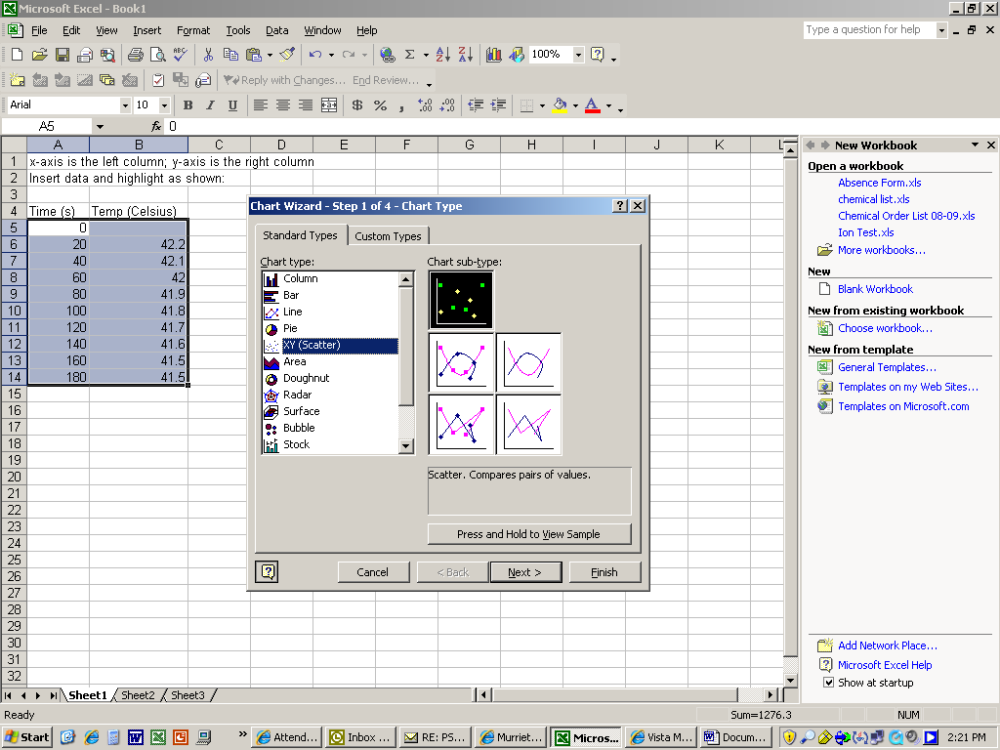 Microsoft Excel - Book1
File Edit View Insert Format Tools Data Window Help
Type a question for help
100%
Reply with Changes... End Review...
Arial 10 B I U $ % ,
A5 fx 0
A B C D E F G H I J K L
1 x-axis is the left column; y-axis is the right column
2 Insert data and highlight as shown:
3
4 Time (s) Temp (Celsius)
5 0
6 20 42.2
7 40 42.1
8 60 42
9 80 41.9
10 100 41.8
11 120 41.7
12 140 41.6
13 160 41.5
14 180 41.5
15
16
17
18
19
20
21
22
23
24
25
26
27
28
29
30
31
32
Chart Wizard - Step 1 of 4 - Chart Type
Standard Types Custom Types
Chart type:
Column
Bar
Line
Pie
XY (Scatter)
Area
Doughnut
Radar
Surface
Bubble
Stock
Chart sub-type:
Scatter. Compares pairs of values.
Press and Hold to View Sample
Cancel < Back Next > Finish
New Workbook
Open a workbook
Absence Form.xls
chemical list.xls
Chemical Order List 08-09.xls
Ion Test.xls
More workbooks...
New
Blank Workbook
New from existing workbook
Choose workbook...
New from template
General Templates...
Templates on my Web Sites...
Templates on Microsoft.com
Add Network Place...
Microsoft Excel Help
Show at startup
Sheet1 Sheet2 Sheet3
Ready Sum=1276.3 NUM
Start Attend... Inbox ... RE: PS... Murriet... Micros... Vista M... Docum... 2:21 PM